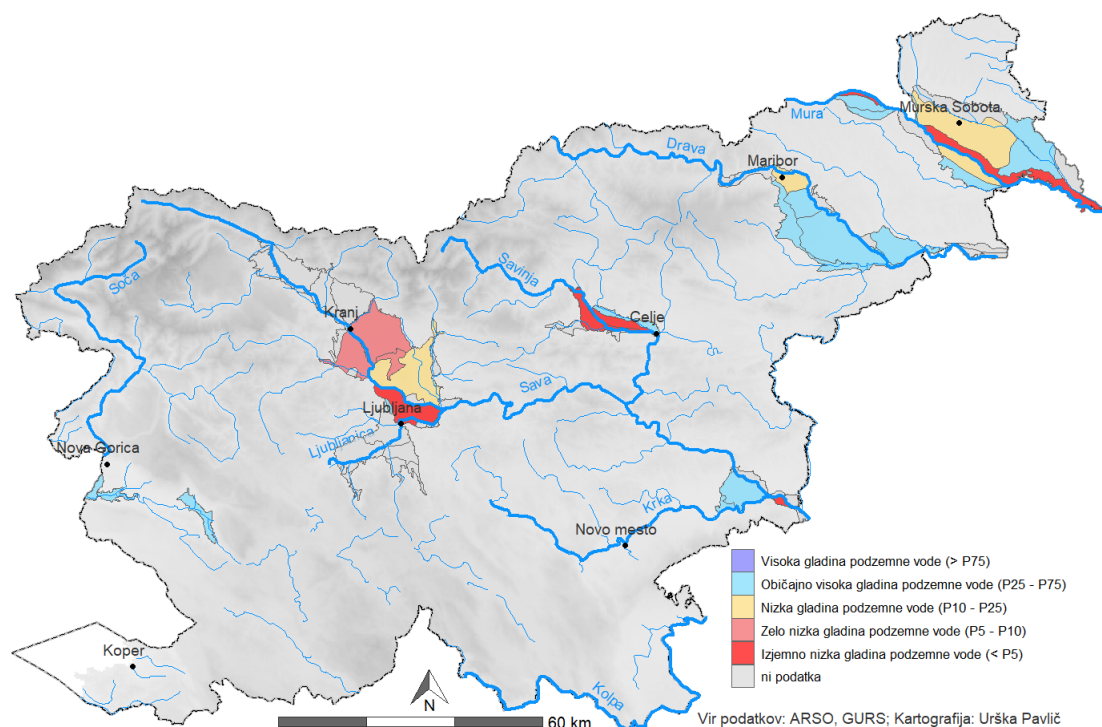 Murska Sobota
Mura
Drava
Maribor
Soča
Savinja
Kranj
Celje
Sava
Ljubljana
Ljubljanica
Nova Gorica
Krka
Novo mesto
Visoka gladina podzemne vode (> P75)
Običajno visoka gladina podzemne vode (P25 - P75)
Nizka gladina podzemne vode (P10 - P25)
Zelo nizka gladina podzemne vode (P5 - P10)
Izjemno nizka gladina podzemne vode (< P5)
ni podatka
Koper
N
Kolpa
60 km
Vir podatkov: ARSO, GURS; Kartografija: Urška Pavlič